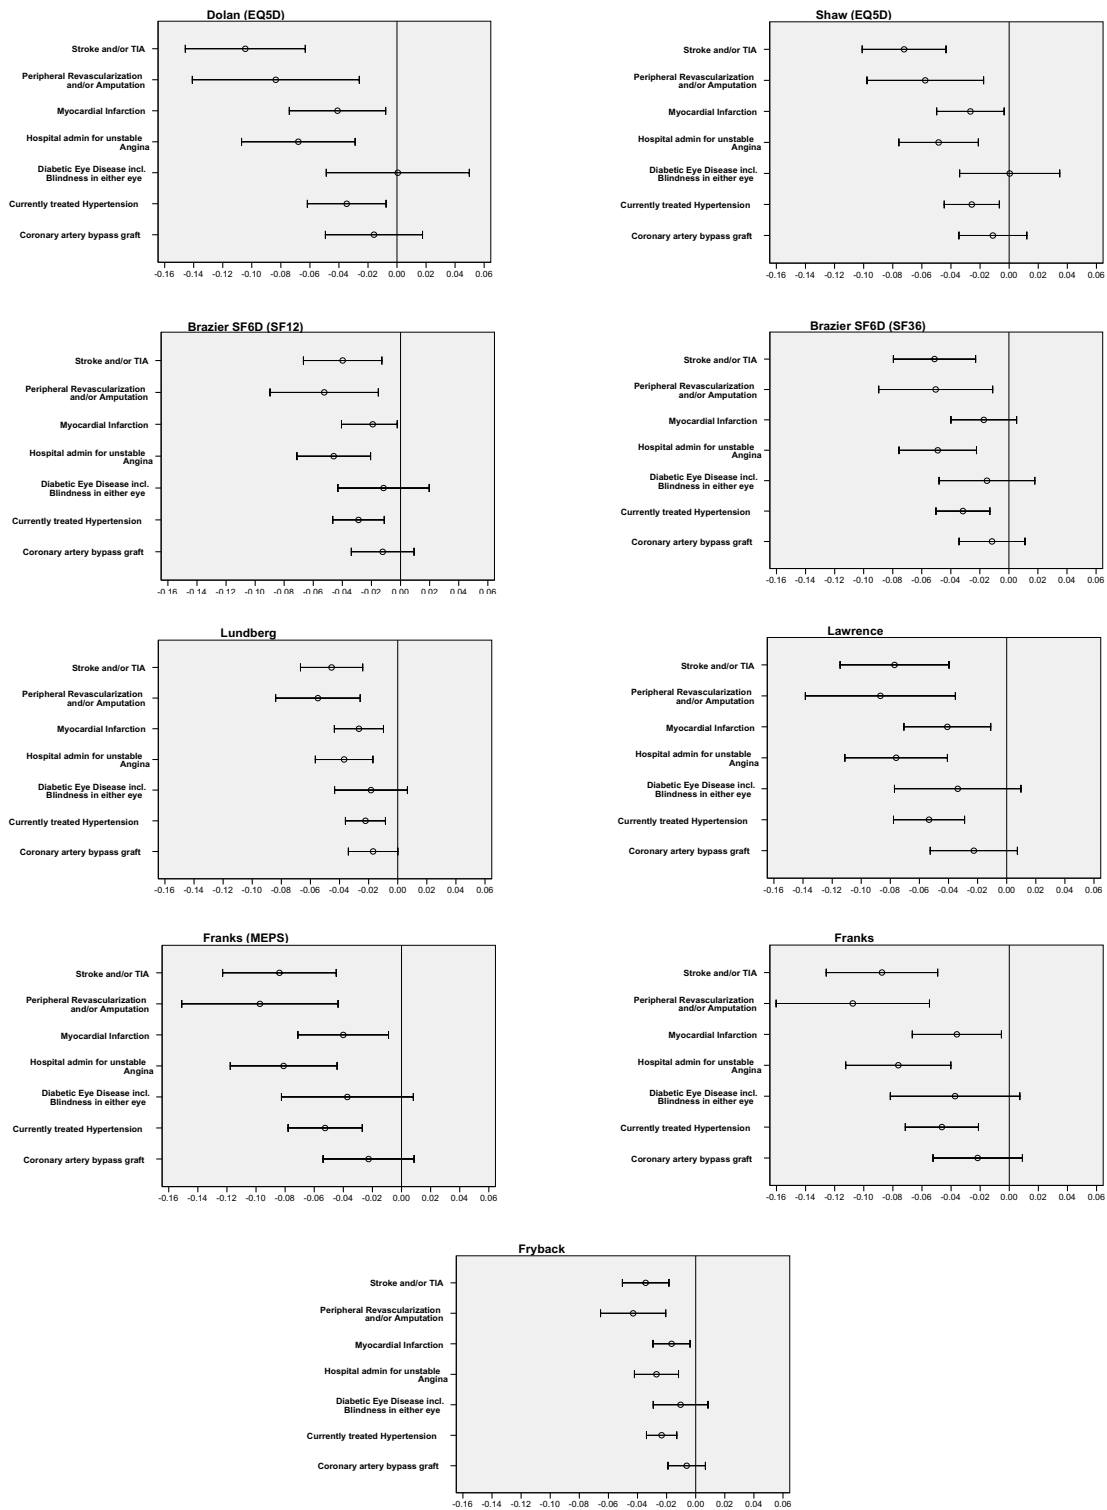 Dolan (EQ5D)
Stroke and/or TIA
Peripheral Revascularization
and/or Amputation
Myocardial Infarction
Hospital admin for unstable
Angina
Diabetic Eye Disease incl.
Blindness in either eye
Currently treated Hypertension
Coronary artery bypass graft
-0.16 -0.14 -0.12 -0.10 -0.08 -0.06 -0.04 -0.02 0.00 0.02 0.04 0.06
Shaw (EQ5D)
Stroke and/or TIA
Peripheral Revascularization
and/or Amputation
Myocardial Infarction
Hospital admin for unstable
Angina
Diabetic Eye Disease incl.
Blindness in either eye
Currently treated Hypertension
Coronary artery bypass graft
-0.16 -0.14 -0.12 -0.10 -0.08 -0.06 -0.04 -0.02 0.00 0.02 0.04 0.06
Brazier SF6D (SF12)
Stroke and/or TIA
Peripheral Revascularization
and/or Amputation
Myocardial Infarction
Hospital admin for unstable
Angina
Diabetic Eye Disease incl.
Blindness in either eye
Currently treated Hypertension
Coronary artery bypass graft
-0.16 -0.14 -0.12 -0.10 -0.08 -0.06 -0.04 -0.02 0.00 0.02 0.04 0.06
Brazier SF6D (SF36)
Stroke and/or TIA
Peripheral Revascularization
and/or Amputation
Myocardial Infarction
Hospital admin for unstable
Angina
Diabetic Eye Disease incl.
Blindness in either eye
Currently treated Hypertension
Coronary artery bypass graft
-0.16 -0.14 -0.12 -0.10 -0.08 -0.06 -0.04 -0.02 0.00 0.02 0.04 0.06
Lundberg
Stroke and/or TIA
Peripheral Revascularization
and/or Amputation
Myocardial Infarction
Hospital admin for unstable
Angina
Diabetic Eye Disease incl.
Blindness in either eye
Currently treated Hypertension
Coronary artery bypass graft
-0.16 -0.14 -0.12 -0.10 -0.08 -0.06 -0.04 -0.02 0.00 0.02 0.04 0.06
Lawrence
Stroke and/or TIA
Peripheral Revascularization
and/or Amputation
Myocardial Infarction
Hospital admin for unstable
Angina
Diabetic Eye Disease incl.
Blindness in either eye
Currently treated Hypertension
Coronary artery bypass graft
-0.16 -0.14 -0.12 -0.10 -0.08 -0.06 -0.04 -0.02 0.00 0.02 0.04 0.06
Franks (MEPS)
Stroke and/or TIA
Peripheral Revascularization
and/or Amputation
Myocardial Infarction
Hospital admin for unstable
Angina
Diabetic Eye Disease incl.
Blindness in either eye
Currently treated Hypertension
Coronary artery bypass graft
-0.16 -0.14 -0.12 -0.10 -0.08 -0.06 -0.04 -0.02 0.00 0.02 0.04 0.06
Franks
Stroke and/or TIA
Peripheral Revascularization
and/or Amputation
Myocardial Infarction
Hospital admin for unstable
Angina
Diabetic Eye Disease incl.
Blindness in either eye
Currently treated Hypertension
Coronary artery bypass graft
-0.16 -0.14 -0.12 -0.10 -0.08 -0.06 -0.04 -0.02 0.00 0.02 0.04 0.06
Fryback
Stroke and/or TIA
Peripheral Revascularization
and/or Amputation
Myocardial Infarction
Hospital admin for unstable
Angina
Diabetic Eye Disease incl.
Blindness in either eye
Currently treated Hypertension
Coronary artery bypass graft
-0.16 -0.14 -0.12 -0.10 -0.08 -0.06 -0.04 -0.02 0.00 0.02 0.04 0.06